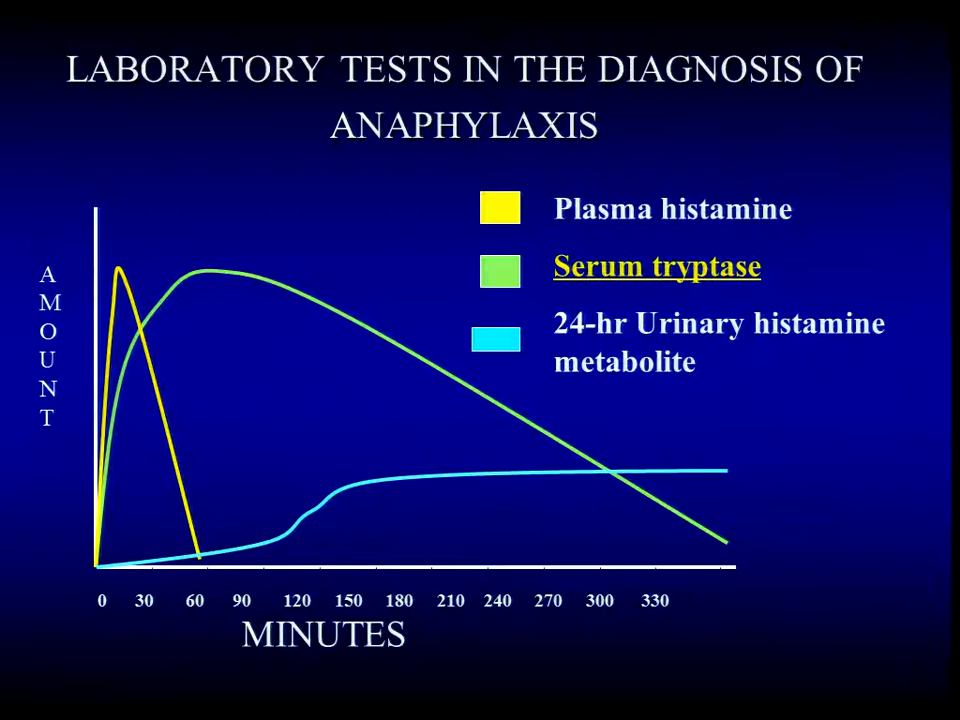 LABORATORY TESTS IN THE DIAGNOSIS OF
ANAPHYLAXIS
Plasma histamine
Serum tryptase
24-hr Urinary histamine
metabolite
A
M
O
U
N
T
0 30 60 90 120 150 180 210 240 270 300 330
MINUTES